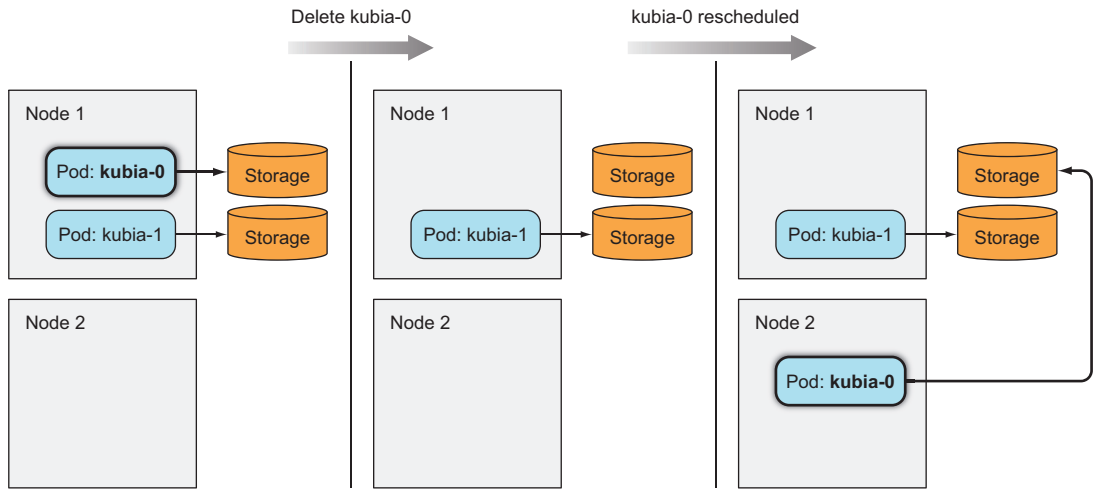 Delete kubia-0
kubia-0 rescheduled
Node 1
Pod: kubia-0
Storage
Pod: kubia-1
Storage
Node 2
Node 1
Storage
Pod: kubia-1
Storage
Node 2
Node 1
Storage
Pod: kubia-1
Storage
Node 2
Pod: kubia-0